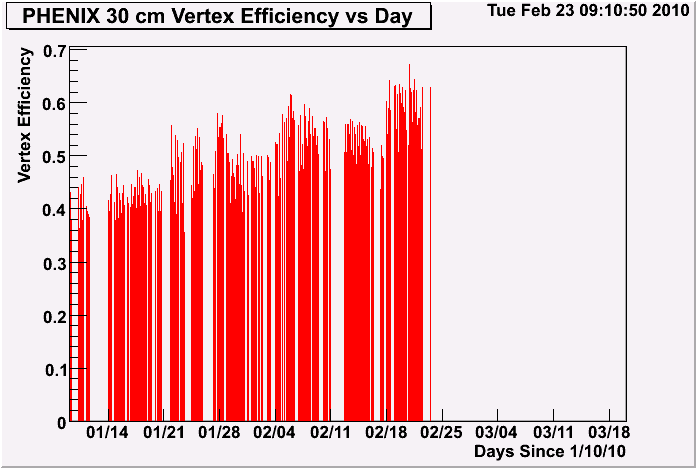 PHENIX 30 cm Vertex Efficiency vs Day
Tue Feb 23 09:10:50 2010
Vertex Efficiency
0.7
0.6
0.5
0.4
0.3
0.2
0.1
0
01/14 01/21 01/28 02/04 02/11 02/18 02/25 03/04 03/11 03/18
Days Since 1/10/10